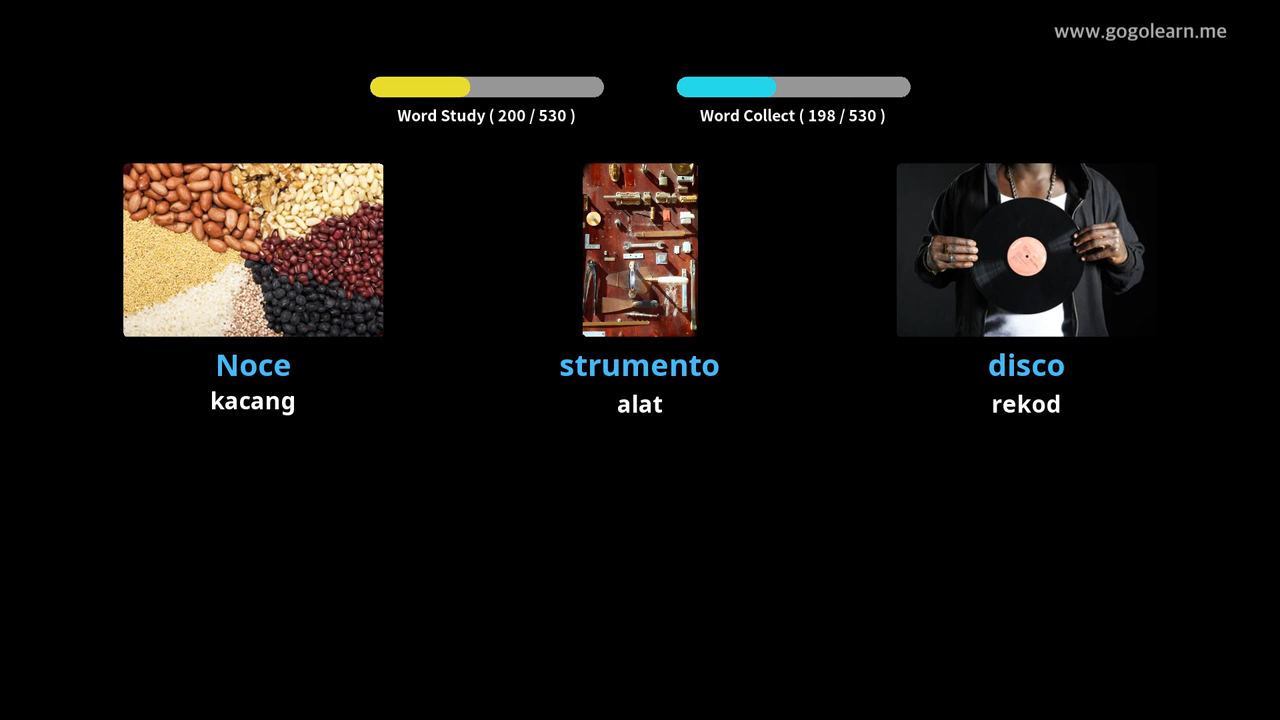 www.gogolearn.me
Word Study ( 200 / 530 )
Word Collect ( 198 / 530 )
Noce
kacang
strumento
alat
disco
rekod